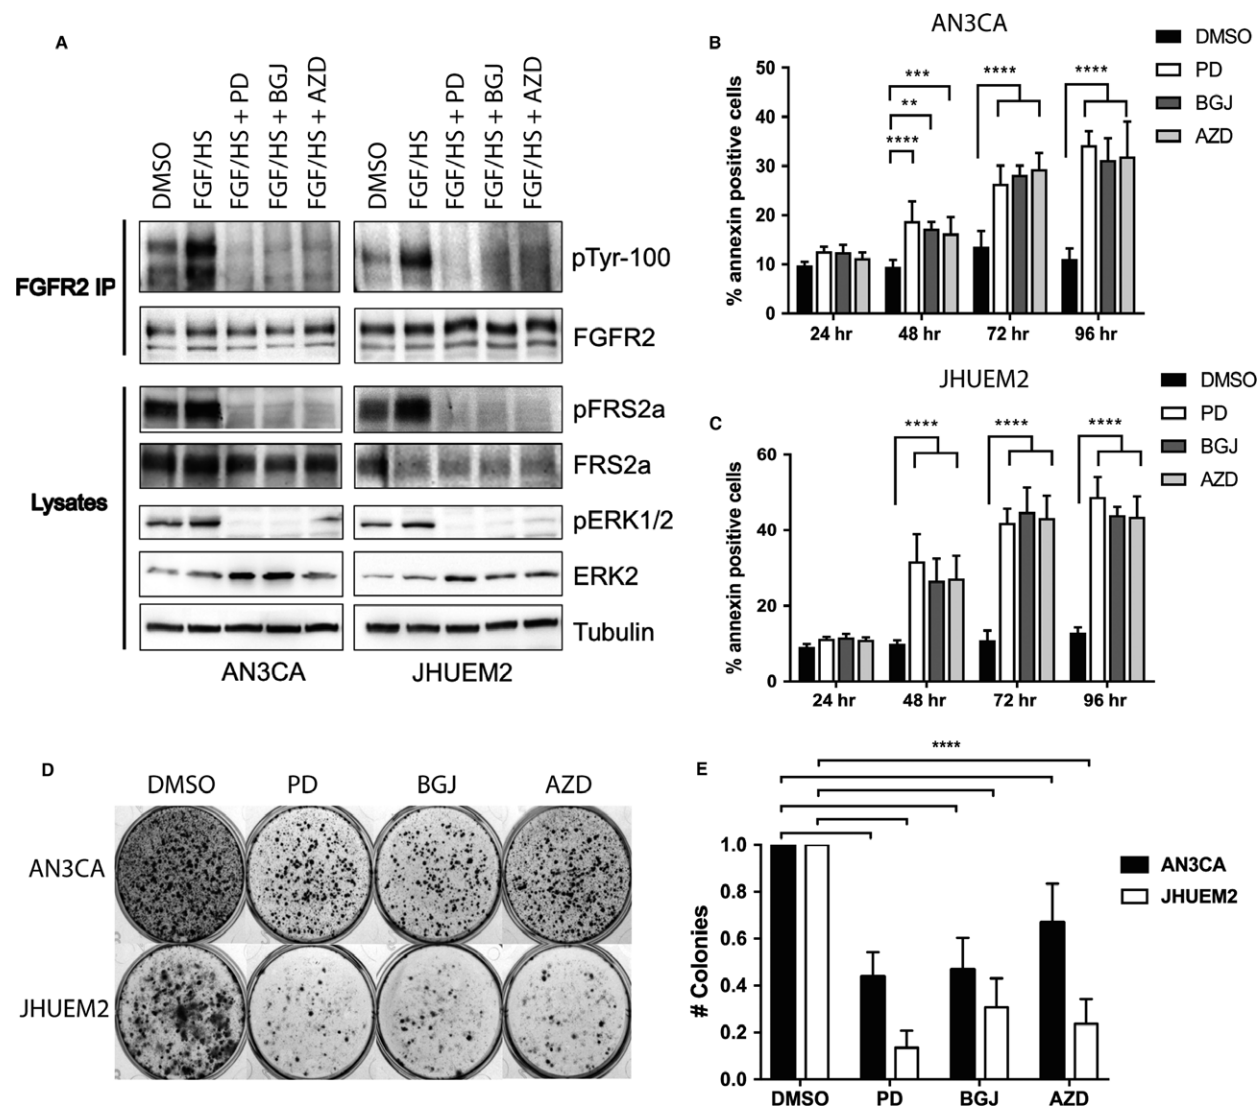 A
DMSO
FGF/HS
FGF/HS + PD
FGF/HS + BGJ
FGF/HS + AZD
DMSO
FGF/HS
FGF/HS + PD
FGF/HS + BGJ
FGF/HS + AZD
FGFR2 IP
pTyr-100
FGFR2
Lysates
pFRS2a
FRS2a
pERK1/2
ERK2
Tubulin
AN3CA
JHUEM2
B
AN3CA
DMSO
PD
BGJ
AZD
% annexin positive cells
50
40
30
20
10
0
****
**
***
****
****
24 hr
48 hr
72 hr
96 hr
C
JHUEM2
DMSO
PD
BGJ
AZD
% annexin positive cells
60
40
20
0
****
****
****
24 hr
48 hr
72 hr
96 hr
D
DMSO
PD
BGJ
AZD
AN3CA
JHUEM2
E
****
# Colonies
1.0
0.8
0.6
0.4
0.2
0.0
AN3CA
JHUEM2
DMSO
PD
BGJ
AZD